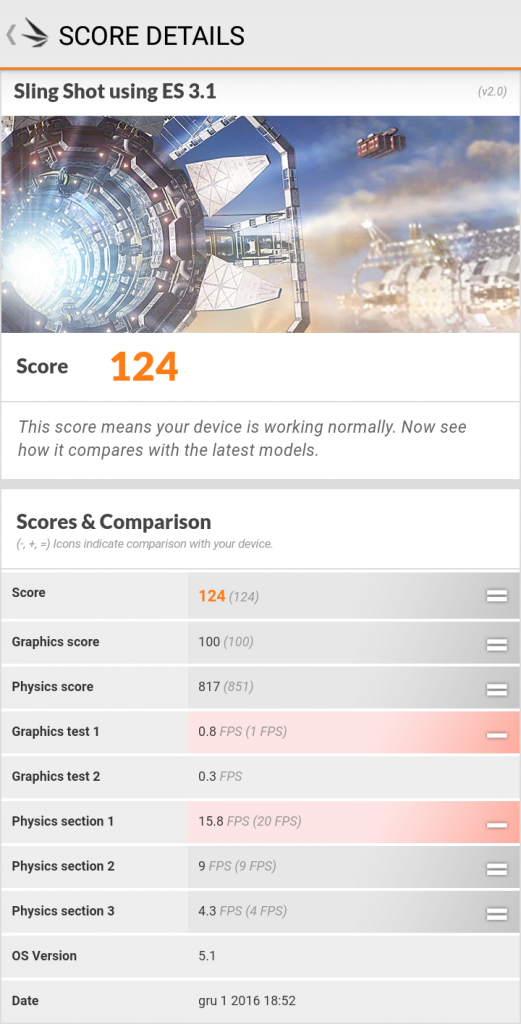 SCORE DETAILS
Sling Shot using ES 3.1 (v2.0)
Score 124
This score means your device is working normally. Now see
how it compares with the latest models.
Scores & Comparison
(-, +, =) Icons indicate comparison with your device.
Score 124 (124)
Graphics score 100 (100)
Physics score 817 (851)
Graphics test 1 0.8 FPS (1 FPS)
Graphics test 2 0.3 FPS
Physics section 1 15.8 FPS (20 FPS)
Physics section 2 9 FPS (9 FPS)
Physics section 3 4.3 FPS (4 FPS)
OS Version 5.1
Date gru 1 2016 18:52